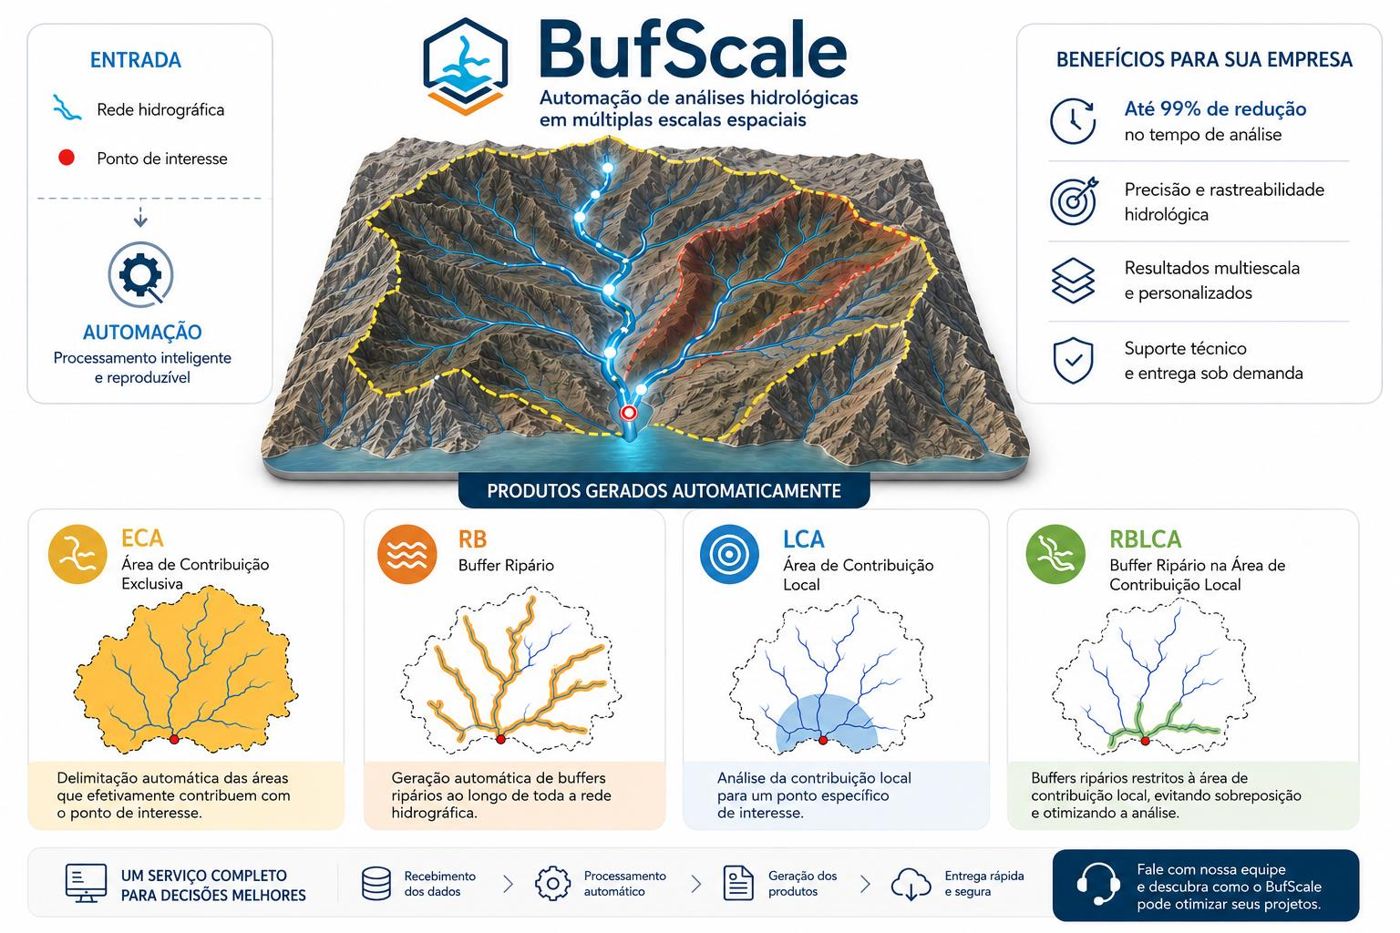 BufScale
Automação de análises hidrológicas
em múltiplas escalas espaciais
ENTRADA
Rede hidrográfica
Ponto de interesse
AUTOMAÇÃO
Processamento inteligente
e reproduzível
BENEFÍCIOS PARA SUA EMPRESA
Até 99% de redução
no tempo de análise
Precisão e rastreabilidade
hidrológica
Resultados multiescala
e personalizados
Suporte técnico
e entrega sob demanda
PRODUTOS GERADOS AUTOMATICAMENTE
ECA
Área de Contribuição
Exclusiva
Delimitação automática das áreas
que efetivamente contribuem com
o ponto de interesse.
RB
Buffer Ripário
Geração automática de buffers
ripários ao longo de toda a rede
hidrográfica.
LCA
Área de Contribuição
Local
Análise da contribuição local
para um ponto específico
de interesse.
RBLCA
Buffer Ripário na Área de
Contribuição Local
Buffers ripários restritos à área de
contribuição local, evitando sobreposição
e otimizando a análise.
UM SERVIÇO COMPLETO
PARA DECISÕES MELHORES
Recebimento
dos dados
Processamento
automático
Geração dos
produtos
Entrega rápida
e segura
Fale com nossa equipe
e descubra como o BufScale
pode otimizar seus projetos.